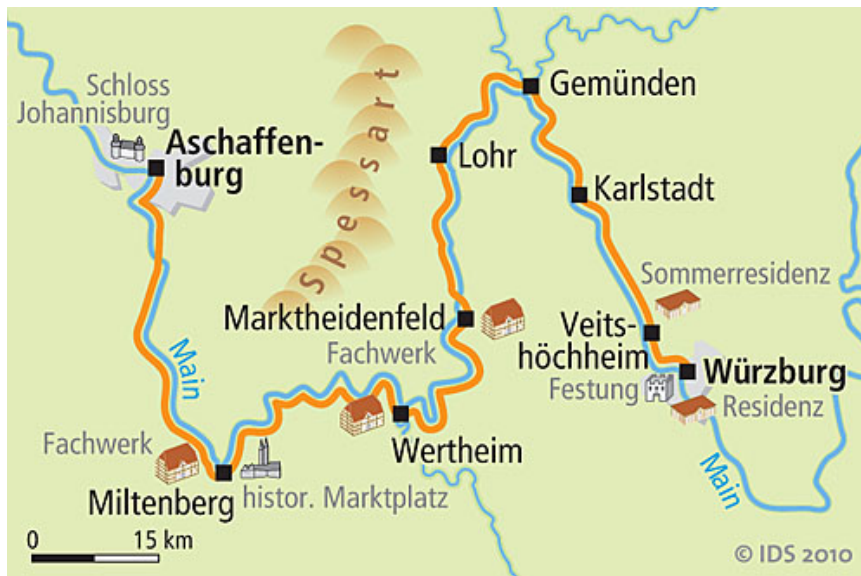 Schloss
Johannisburg
Aschaffen-
burg
Spessart
Gemünden
Lohr
Karlstadt
Sommerresidenz
Marktheidenfeld
Fachwerk
Veits-
höchheim
Festung
Würzburg
Residenz
Main
Main
Fachwerk
Wertheim
Miltenberg
histor. Marktplatz
0 15 km
© IDS 2010